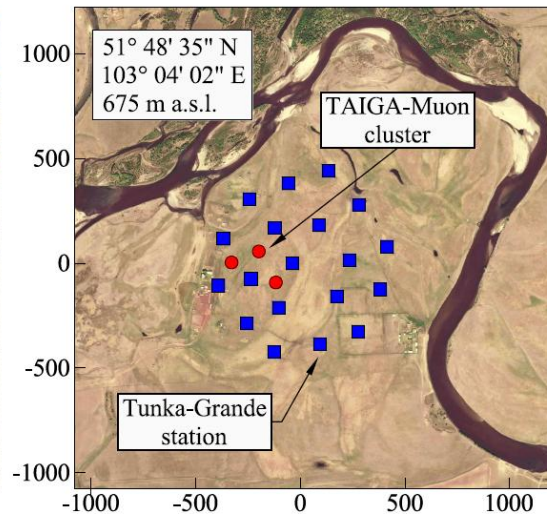 51° 48' 35" N
103° 04' 02" E
675 m a.s.l.
TAIGA-Muon
cluster
Tunka-Grande
station
1000
500
0
-500
-1000
-1000
-500
0
500
1000